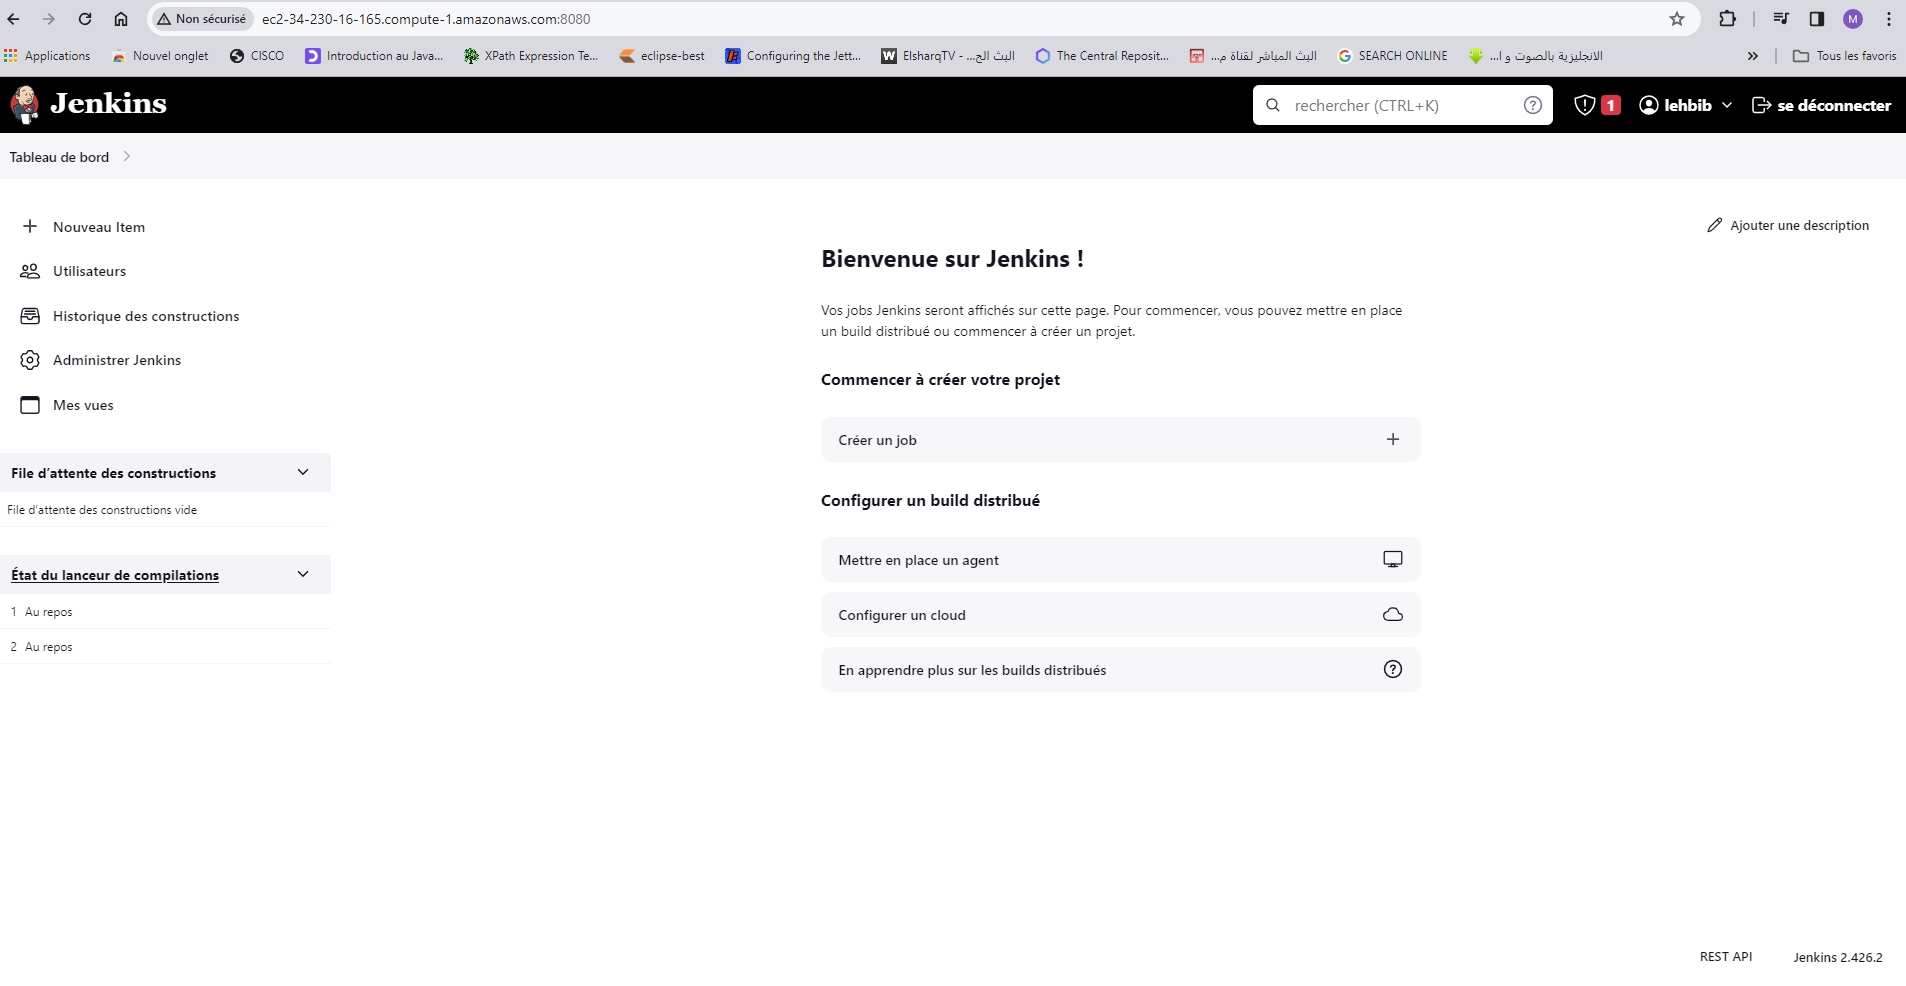 Non sécurisé ec2-34-230-16-165.compute-1.amazonaws.com:8080
M
Applications Nouvel onglet CISCO Introduction au Java... XPath Expression Te... eclipse-best Configuring the Jett... ElsharqTV - البث الح... The Central Reposit... البث المباشر لقناة م... SEARCH ONLINE الانجليزية بالصوت و ا... Tous les favoris
Jenkins rechercher (CTRL+K) 1 lehbib se déconnecter
Tableau de bord
Nouveau Item
Utilisateurs
Historique des constructions
Administrer Jenkins
Mes vues
File d'attente des constructions
File d'attente des constructions vide
État du lanceur de compilations
1 Au repos
2 Au repos
Ajouter une description
Bienvenue sur Jenkins !
Vos jobs Jenkins seront affichés sur cette page. Pour commencer, vous pouvez mettre en place
un build distribué ou commencer à créer un projet.
Commencer à créer votre projet
Créer un job
Configurer un build distribué
Mettre en place un agent
Configurer un cloud
En apprendre plus sur les builds distribués
REST API Jenkins 2.426.2